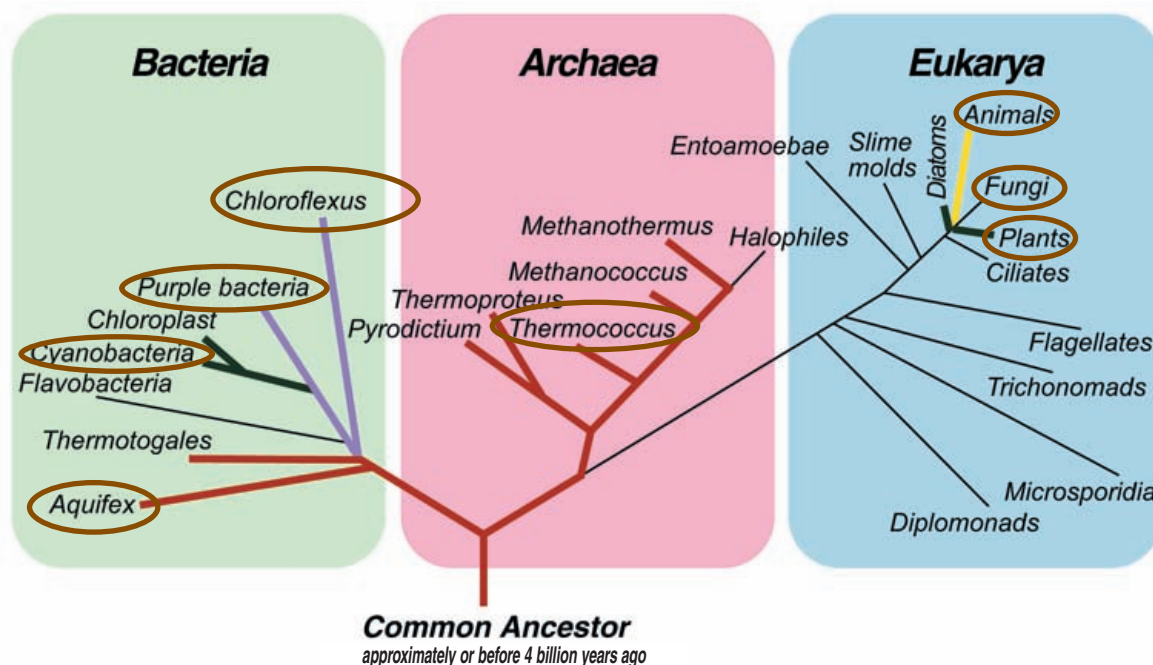 Bacteria
Archaea
Eukarya
Chloroflexus
Purple bacteria
Chloroplast
Cyanobacteria
Flavobacteria
Thermotogales
Aquifex
Methanothermus
Halophiles
Methanococcus
Thermoproteus
Pyrodictium
Thermococcus
Entoamoebae
Slime
molds
Diatoms
Animals
Fungi
Plants
Ciliates
Flagellates
Trichonomads
Microsporidia
Diplomonads
Common Ancestor
approximately or before 4 billion years ago